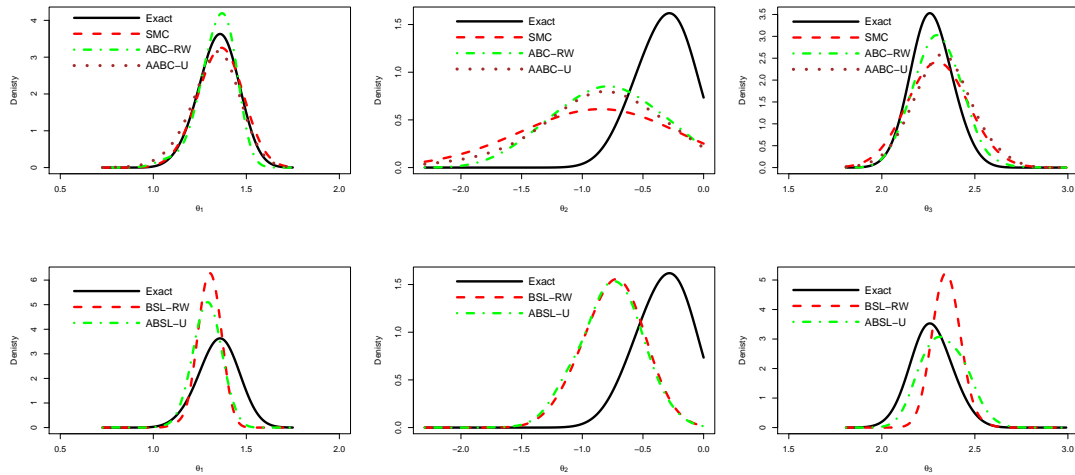 Exact
SMC
ABC−RW
AABC−U
Denisty
0 1 2 3 4
0.5 1.0 1.5 2.0
θ1
Exact
SMC
ABC−RW
AABC−U
Denisty
0.0 0.5 1.0 1.5
−2.0 −1.5 −1.0 −0.5 0.0
θ2
Exact
SMC
ABC−RW
AABC−U
Denisty
0.0 0.5 1.0 1.5 2.0 2.5 3.0 3.5
1.5 2.0 2.5 3.0
θ3
Exact
BSL−RW
ABSL−U
Denisty
0 1 2 3 4 5 6
0.5 1.0 1.5 2.0
θ1
Exact
BSL−RW
ABSL−U
Denisty
0.0 0.5 1.0 1.5
−2.0 −1.5 −1.0 −0.5 0.0
θ2
Exact
BSL−RW
ABSL−U
Denisty
0 1 2 3 4 5
1.5 2.0 2.5 3.0
θ3